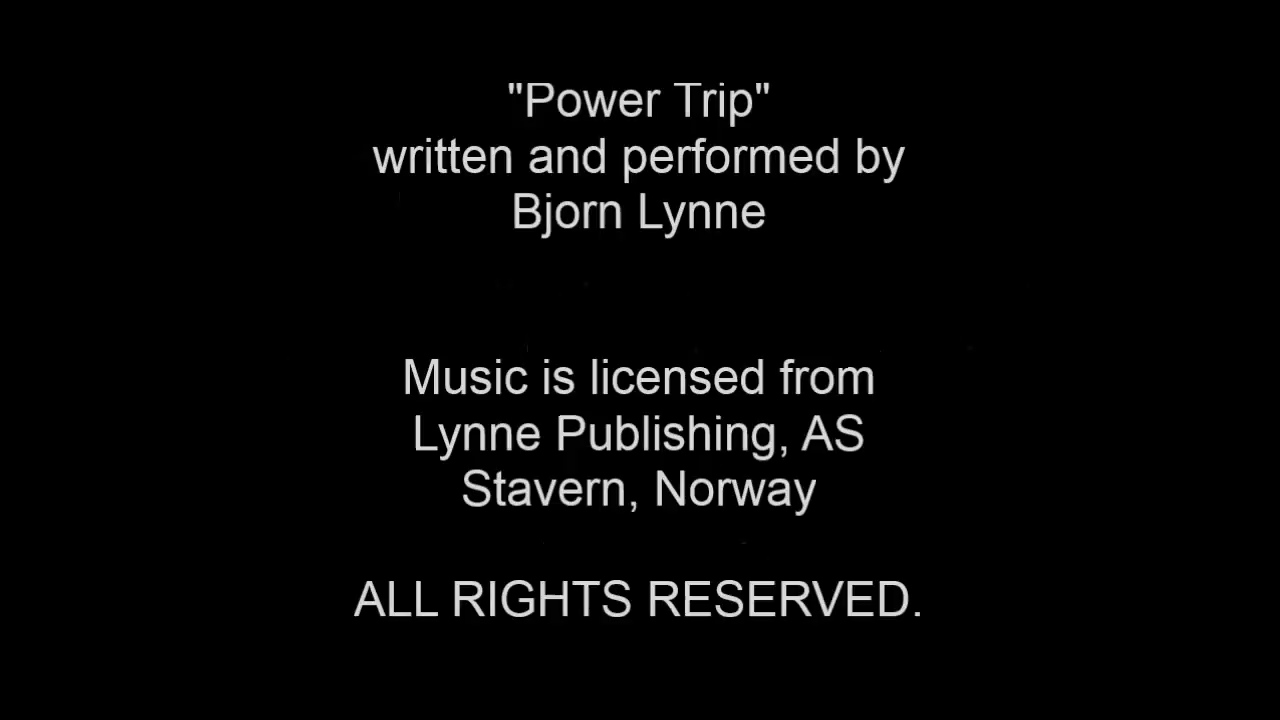 "Power Trip"
written and performed by
Bjorn Lynne
Music is licensed from
Lynne Publishing, AS
Stavern, Norway
ALL RIGHTS RESERVED.